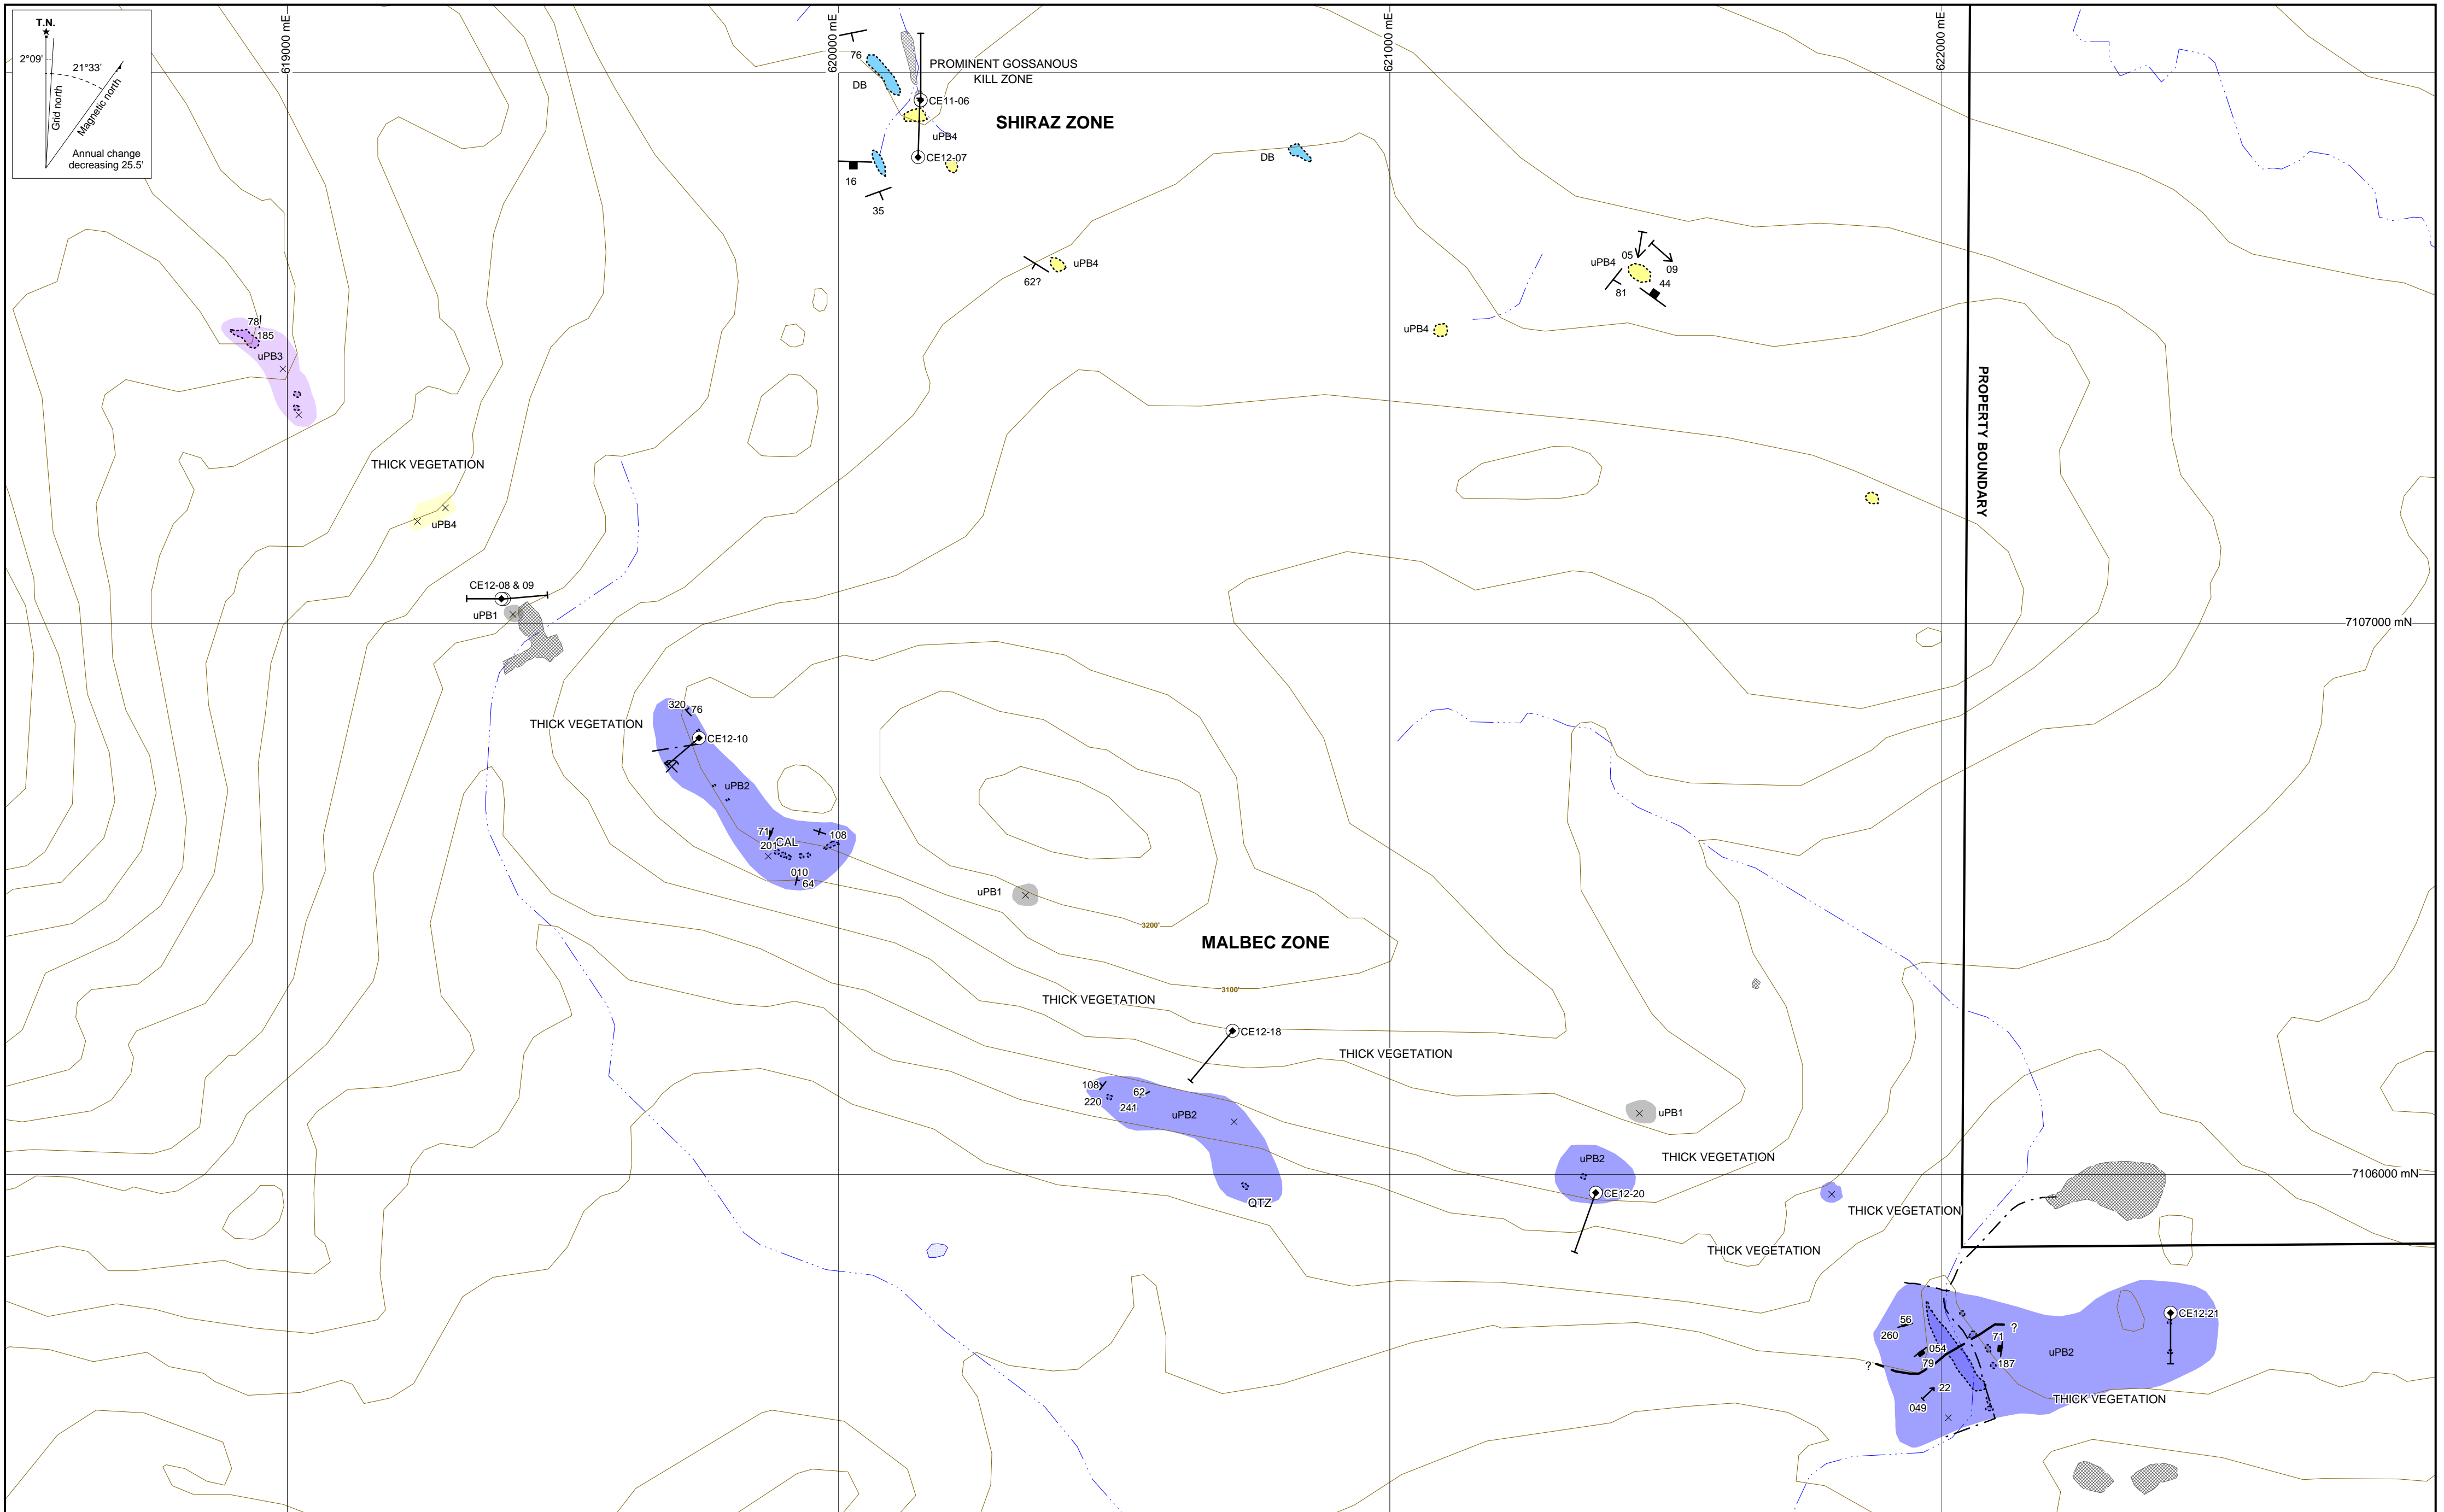 T.N.
2°09'
21°33'
Grid north
Magnetic north
Annual change
decreasing 25.5'
619000 mE
620000 mE
621000 mE
622000 mE
76
DB
PROMINENT GOSSANOUS
KILL ZONE
CE11-06
SHIRAZ ZONE
uPB4
CE12-07
16
35
DB
uPB4
62?
uPB4
05
09
44
81
uPB4
78
185
uPB3
PROPERTY BOUNDARY
THICK VEGETATION
uPB4
CE12-08 & 09
uPB1
7107000 mN
320
76
THICK VEGETATION
CE12-10
uPB2
71
108
201
CAL
010
64
uPB1
3200'
MALBEC ZONE
3100'
THICK VEGETATION
CE12-18
THICK VEGETATION
108
62
220
241
uPB2
uPB1
uPB2
THICK VEGETATION
7106000 mN
CE12-20
QTZ
THICK VEGETATION
THICK VEGETATION
CE12-21
56
260
?
71
054
79
187
uPB2
?
22
049
THICK VEGETATION